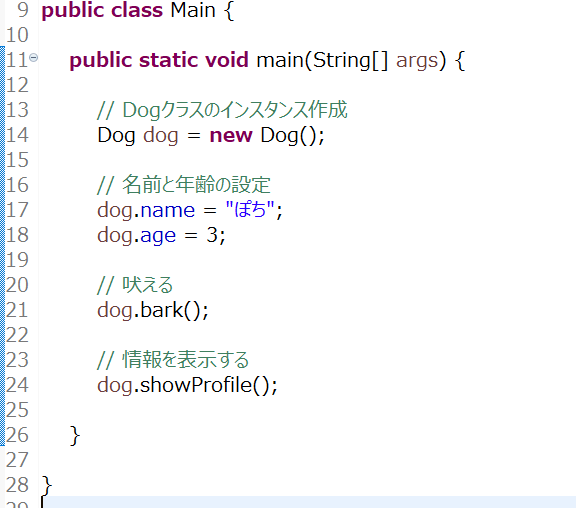 9 public class Main {
10
11 public static void main(String[] args) {
12
13 // Dogクラスのインスタンス作成
14 Dog dog = new Dog();
15
16 // 名前と年齢の設定
17 dog.name = "ぽち";
18 dog.age = 3;
19
20 // 吠える
21 dog.bark();
22
23 // 情報を表示する
24 dog.showProfile();
25
26 }
27
28 }
29